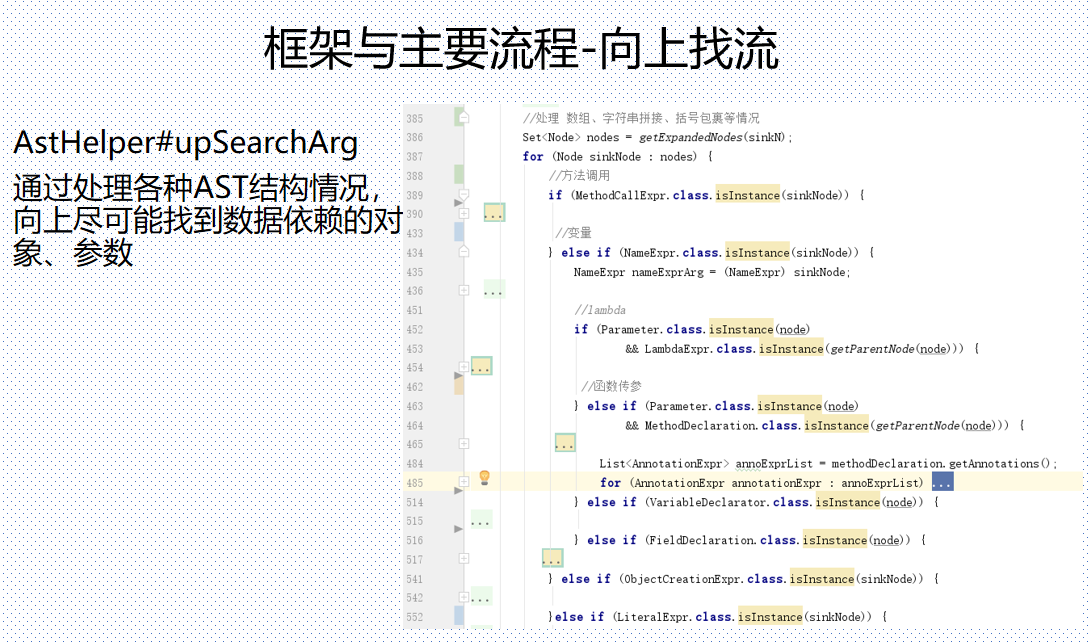 框架与主要流程-向上找流
AstHelper#upSearchArg
通过处理各种AST结构情况，
向上尽可能找到数据依赖的对
象、参数
385 //处理 数组、字符串拼接、括号包裹等情况
386 Set<Node> nodes = getExpandedNodes(sinkN);
387 for (Node sinkNode : nodes) {
388 //方法调用
389 if (MethodCallExpr.class.isInstance(sinkNode)) {
390 ...
433 //变量
434 } else if (NameExpr.class.isInstance(sinkNode)) {
435 NameExpr nameExprArg = (NameExpr) sinkNode;
436 ...
451 //lambda
452 if (Parameter.class.isInstance(node)
453 && LambdaExpr.class.isInstance(getParentNode(node))) {
454 ...
462 //函数传参
463 } else if (Parameter.class.isInstance(node)
464 && MethodDeclaration.class.isInstance(getParentNode(node))) {
465 ...
484 List<AnnotationExpr> annoExprList = methodDeclaration.getAnnotations();
485 for (AnnotationExpr annotationExpr : annoExprList) ...
514 } else if (VariableDeclarator.class.isInstance(node)) {
515 ...
516 } else if (FieldDeclaration.class.isInstance(node)) {
517 ...
541 } else if (ObjectCreationExpr.class.isInstance(sinkNode)) {
542 ...
552 }else if (LiteralExpr.class.isInstance(sinkNode)) {